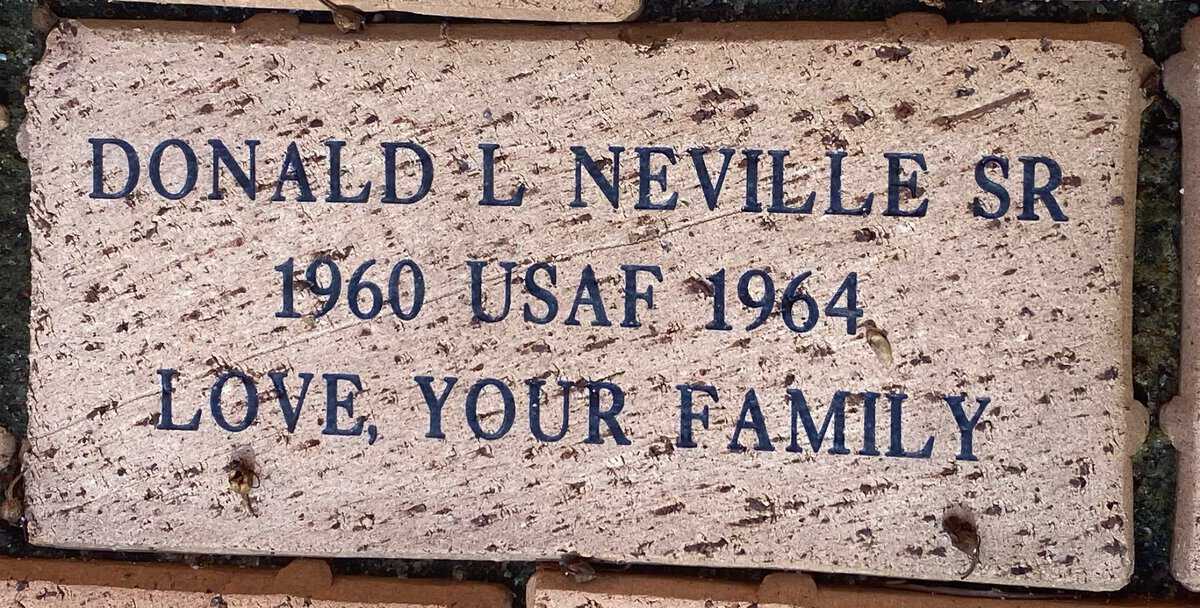 DONALD L NEVILLE SR
1960 USAF 1964
LOVE, YOUR FAMILY